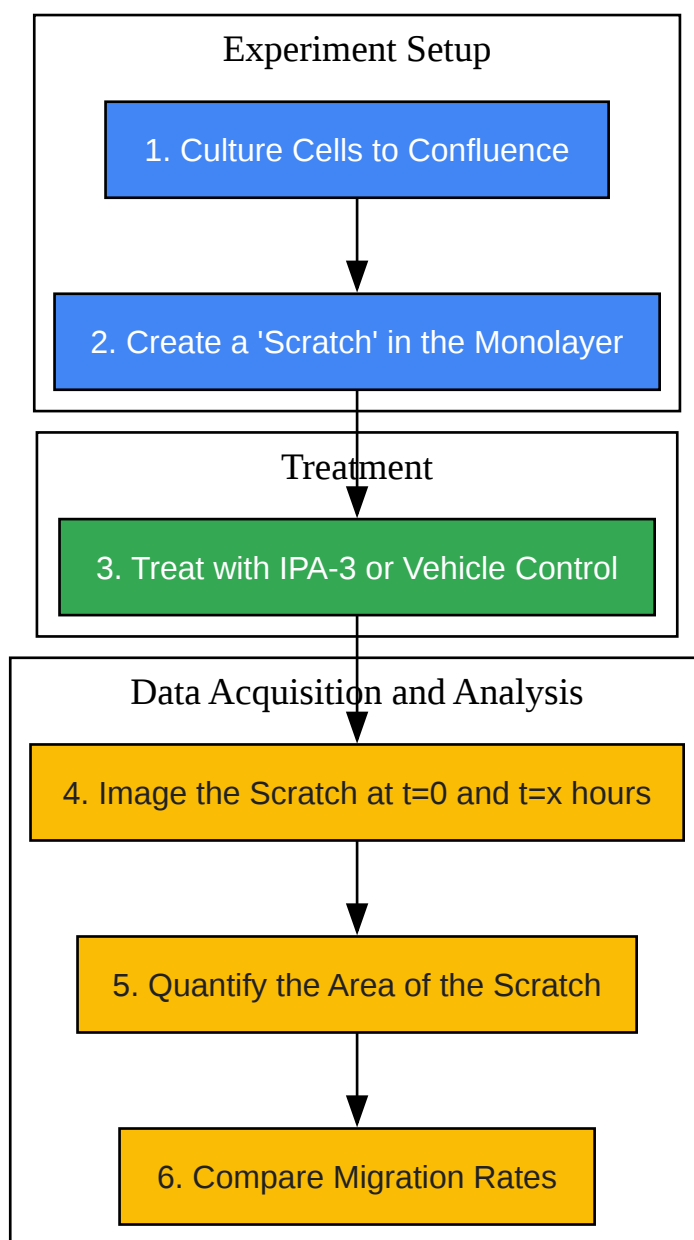 Experiment Setup
1. Culture Cells to Confluence
2. Create a 'Scratch' in the Monolayer
Treatment
3. Treat with IPA-3 or Vehicle Control
Data Acquisition and Analysis
4. Image the Scratch at t=0 and t=x hours
5. Quantify the Area of the Scratch
6. Compare Migration Rates